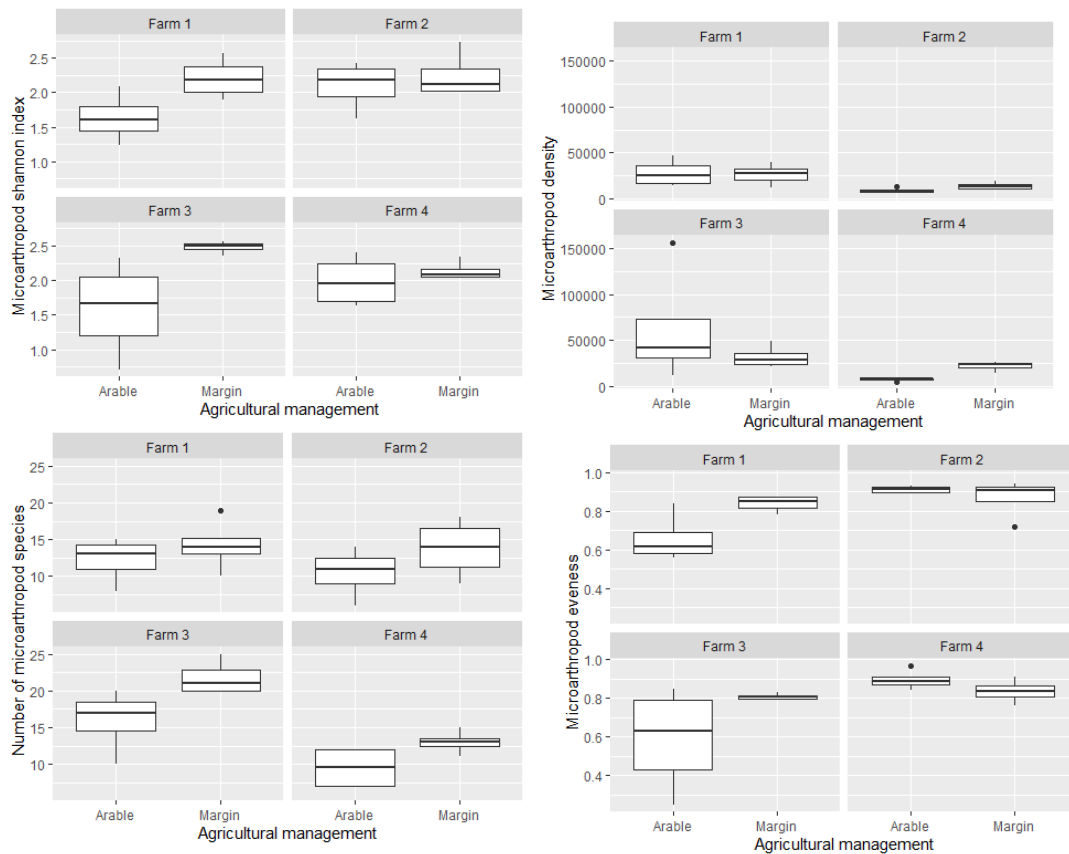 Farm 1 Farm 2
2.5
2.0
1.5
1.0
Farm 3 Farm 4
2.5
2.0
1.5
1.0
Microarthropod shannon index
Arable Margin Arable Margin
Agricultural management
Farm 1 Farm 2
150000
100000
50000
0
Farm 3 Farm 4
150000
100000
50000
0
Microarthropod density
Arable Margin Arable Margin
Agricultural management
Farm 1 Farm 2
25
20
15
10
Farm 3 Farm 4
25
20
15
10
Number of microarthropod species
Arable Margin Arable Margin
Agricultural management
Farm 1 Farm 2
1.0
0.8
0.6
0.4
Farm 3 Farm 4
1.0
0.8
0.6
0.4
Microarthropod eveness
Arable Margin Arable Margin
Agricultural management